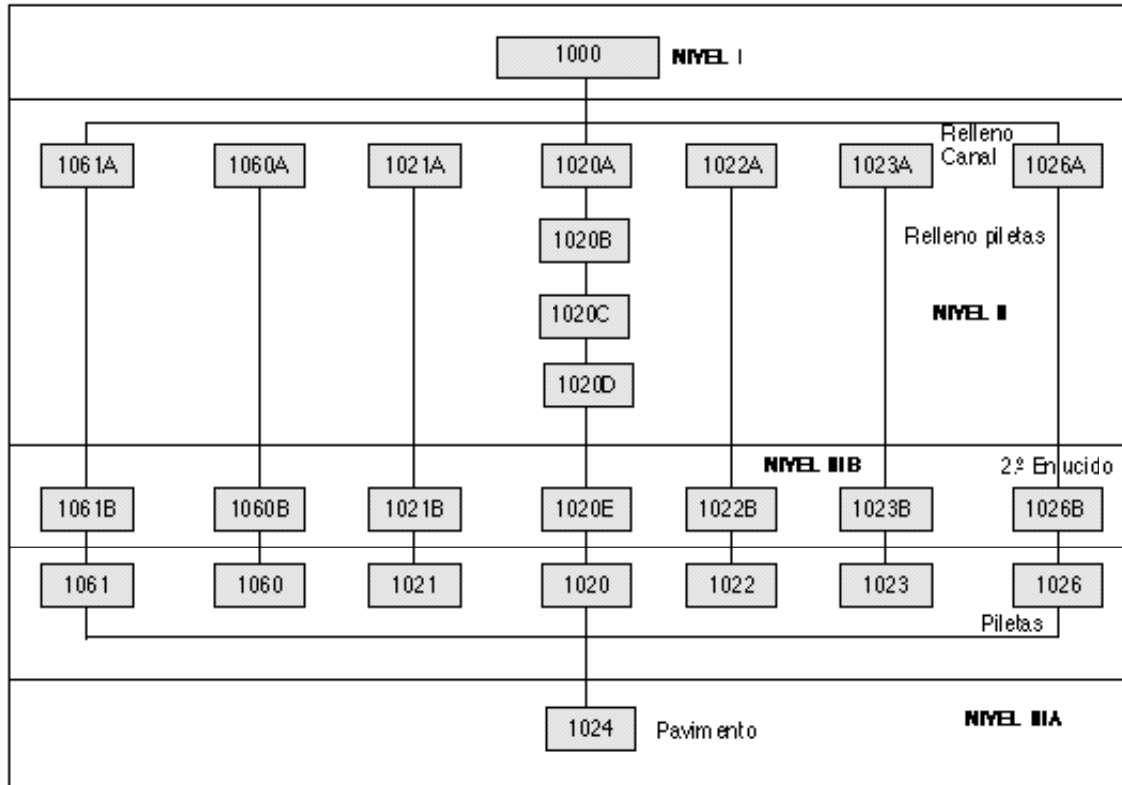 1000 NIVEL I
Relleno
Canal
1061A 1060A 1021A 1020A 1022A 1023A 1026A
1020B Relleno piletas
1020C NIVEL II
1020D
NIVEL IIIB 2.º Enlucido
1061B 1060B 1021B 1020E 1022B 1023B 1026B
1061 1060 1021 1020 1022 1023 1026
Piletas
1024 Pavimento NIVEL IIIA